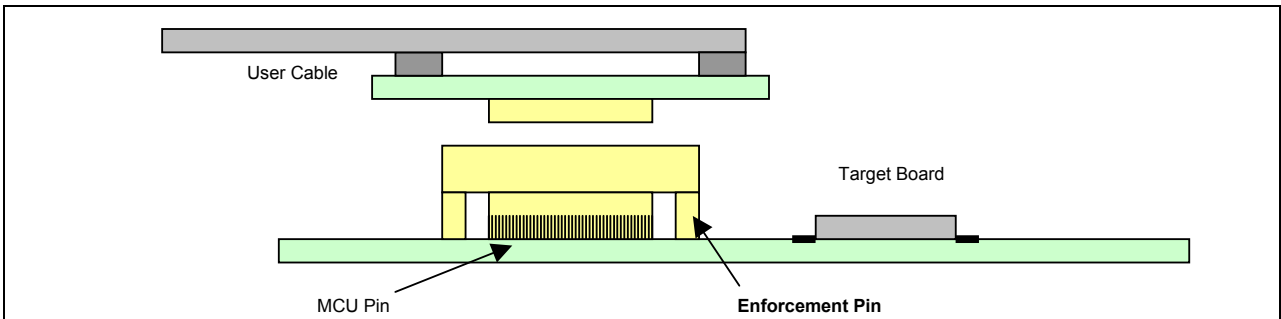 User Cable
Target Board
MCU Pin
Enforcement Pin